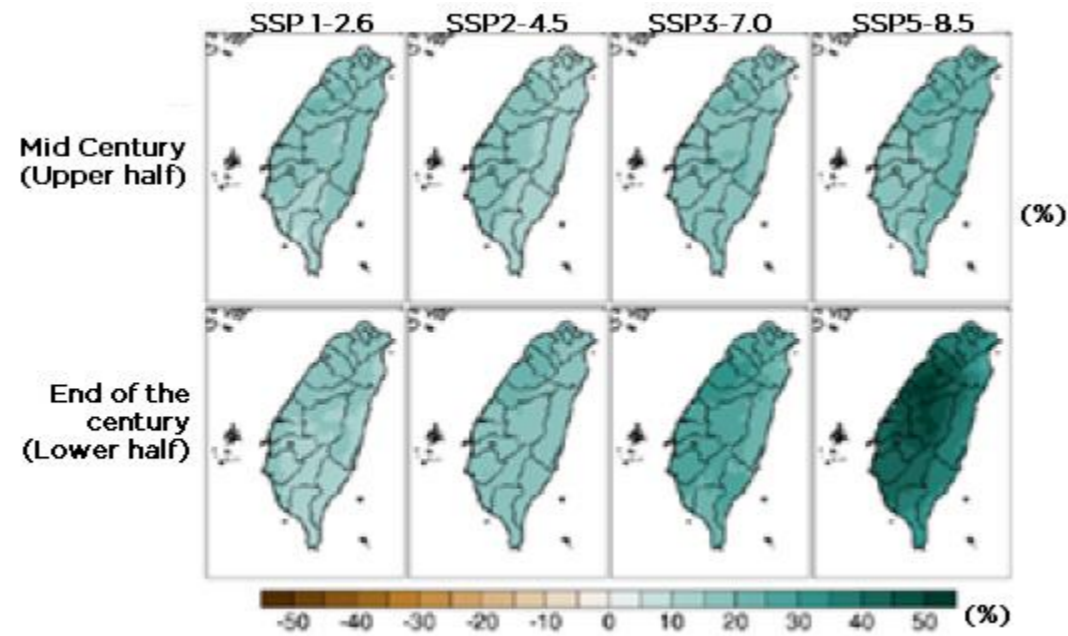 SSP 1-2.6 SSP2-4.5 SSP3-7.0 SSP5-8.5
Mid Century
(Upper half)
(%)
End of the
century
(Lower half)
-50 -40 -30 -20 -10 0 10 20 30 40 50 (%)